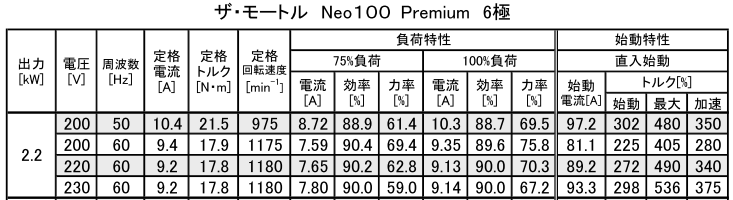 ザ・モートル Neo100 Premium 6極
出力[kW] 電圧[V] 周波数[Hz] 定格電流[A] 定格トルク[N・m] 定格回転速度[min⁻¹] 負荷特性 始動特性
75%負荷 100%負荷 直入始動
電流[A] 効率[%] 力率[%] 電流[A] 効率[%] 力率[%] 始動電流[A] トルク[%]
始動 最大 加速
2.2 200 50 10.4 21.5 975 8.72 88.9 61.4 10.3 88.7 69.5 97.2 302 480 350
200 60 9.4 17.9 1175 7.59 90.4 69.4 9.35 89.6 75.8 81.1 225 405 280
220 60 9.2 17.8 1180 7.65 90.2 62.8 9.13 90.0 70.3 89.2 272 490 340
230 60 9.2 17.8 1180 7.80 90.0 59.0 9.14 90.0 67.2 93.3 298 536 375